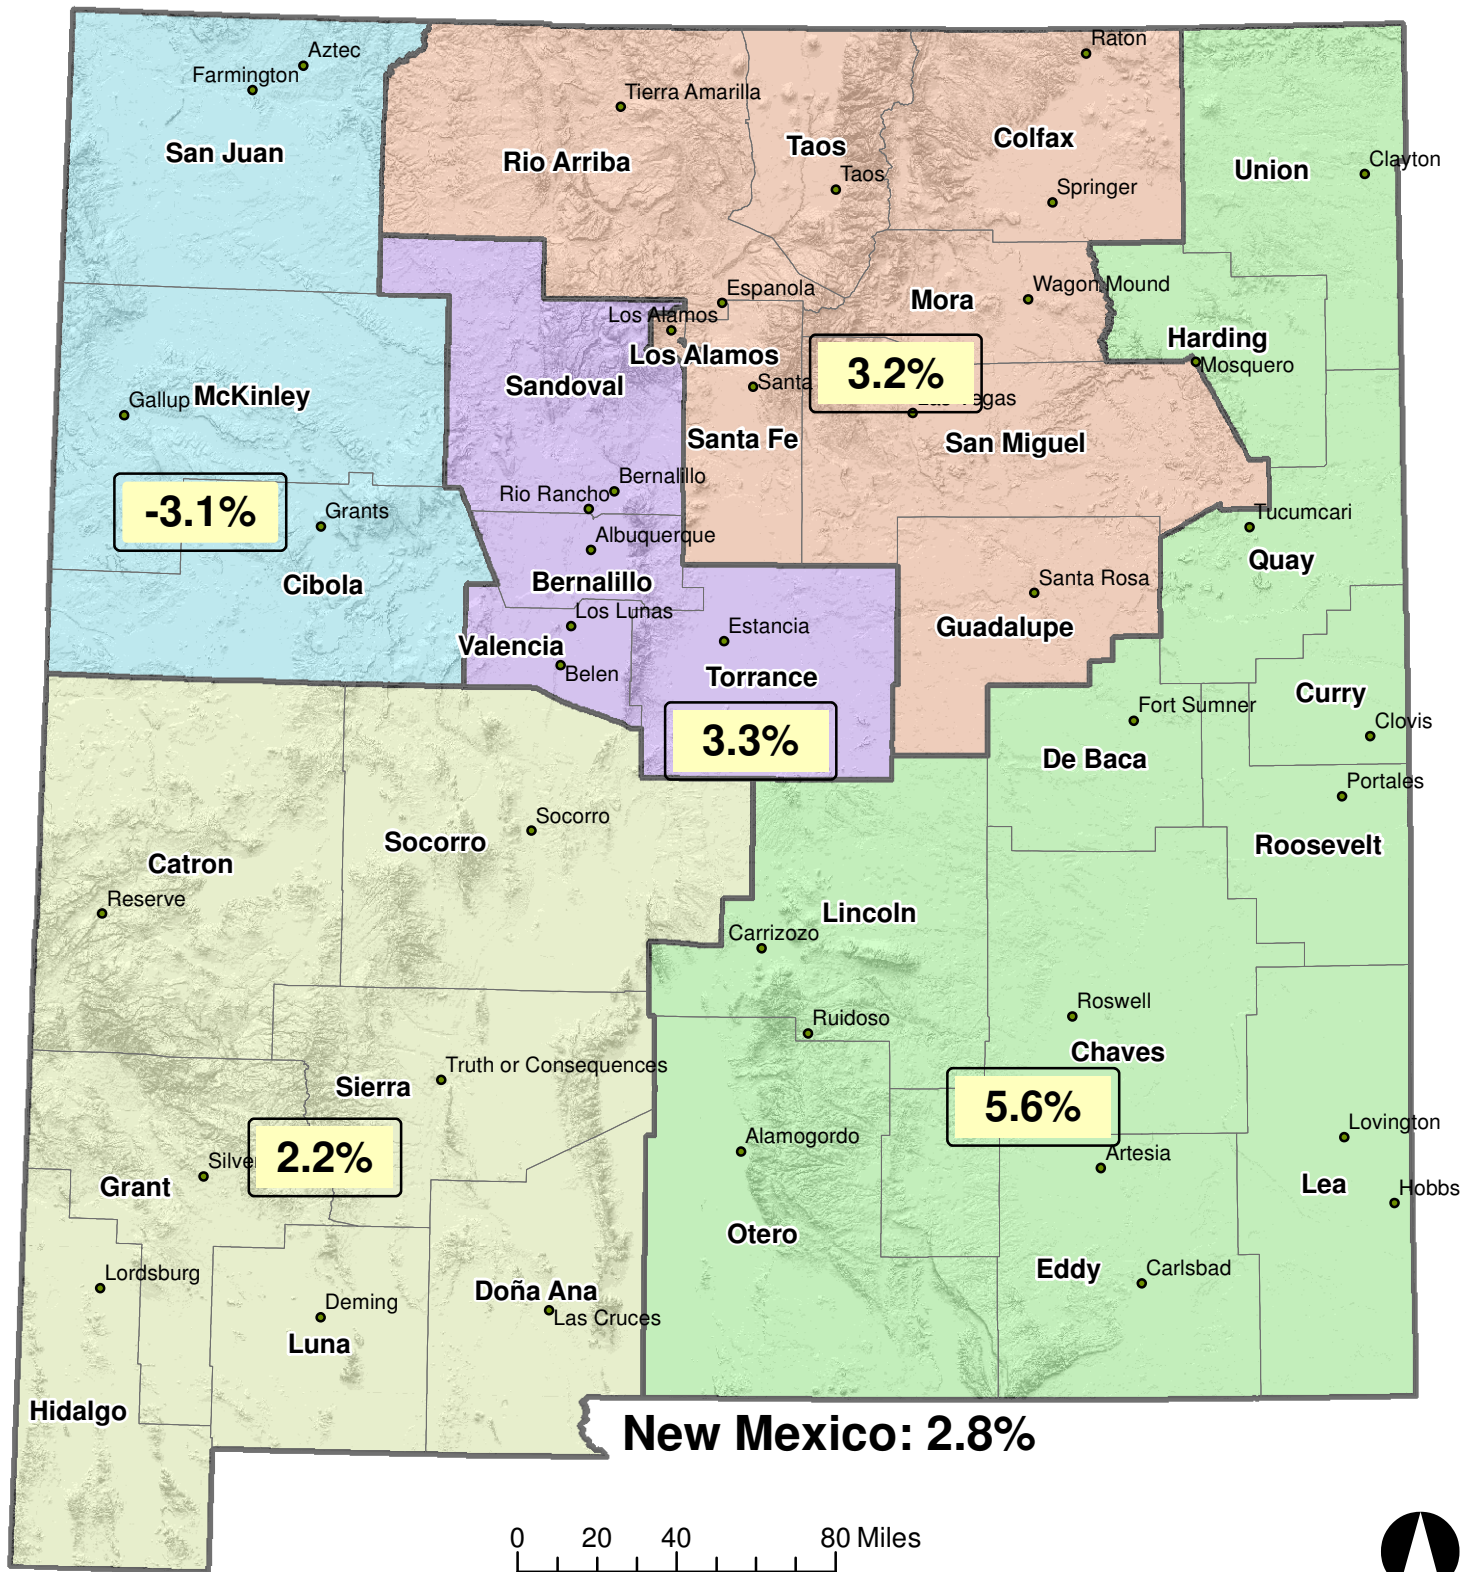 Raton
Aztec
Farmington
Tierra Amarilla
Colfax
Taos
San Juan
Rio Arriba
Clayton
Union
Taos
Springer
Wagon Mound
Espanola
Mora
Los Alamos
Harding
Los Alamos
Mosquero
3.2%
Santa
Sandoval
McKinley
Gallup
Vegas
Santa Fe
San Miguel
Bernalillo
Rio Rancho
-3.1%
Grants
Tucumcari
Albuquerque
Quay
Santa Rosa
Bernalillo
Cibola
Los Lunas
Estancia
Guadalupe
Valencia
Belen
Torrance
Curry
Fort Sumner
Clovis
3.3%
De Baca
Portales
Socorro
Socorro
Roosevelt
Catron
Reserve
Lincoln
Carrizozo
Roswell
Ruidoso
Chaves
Truth or Consequences
Sierra
5.6%
Lovington
Alamogordo
Artesia
2.2%
Silver
Grant
Lea
Hobbs
Otero
Eddy
Carlsbad
Lordsburg
Doña Ana
Deming
Las Cruces
Luna
Hidalgo
New Mexico: 2.8%
0 20 40 80 Miles